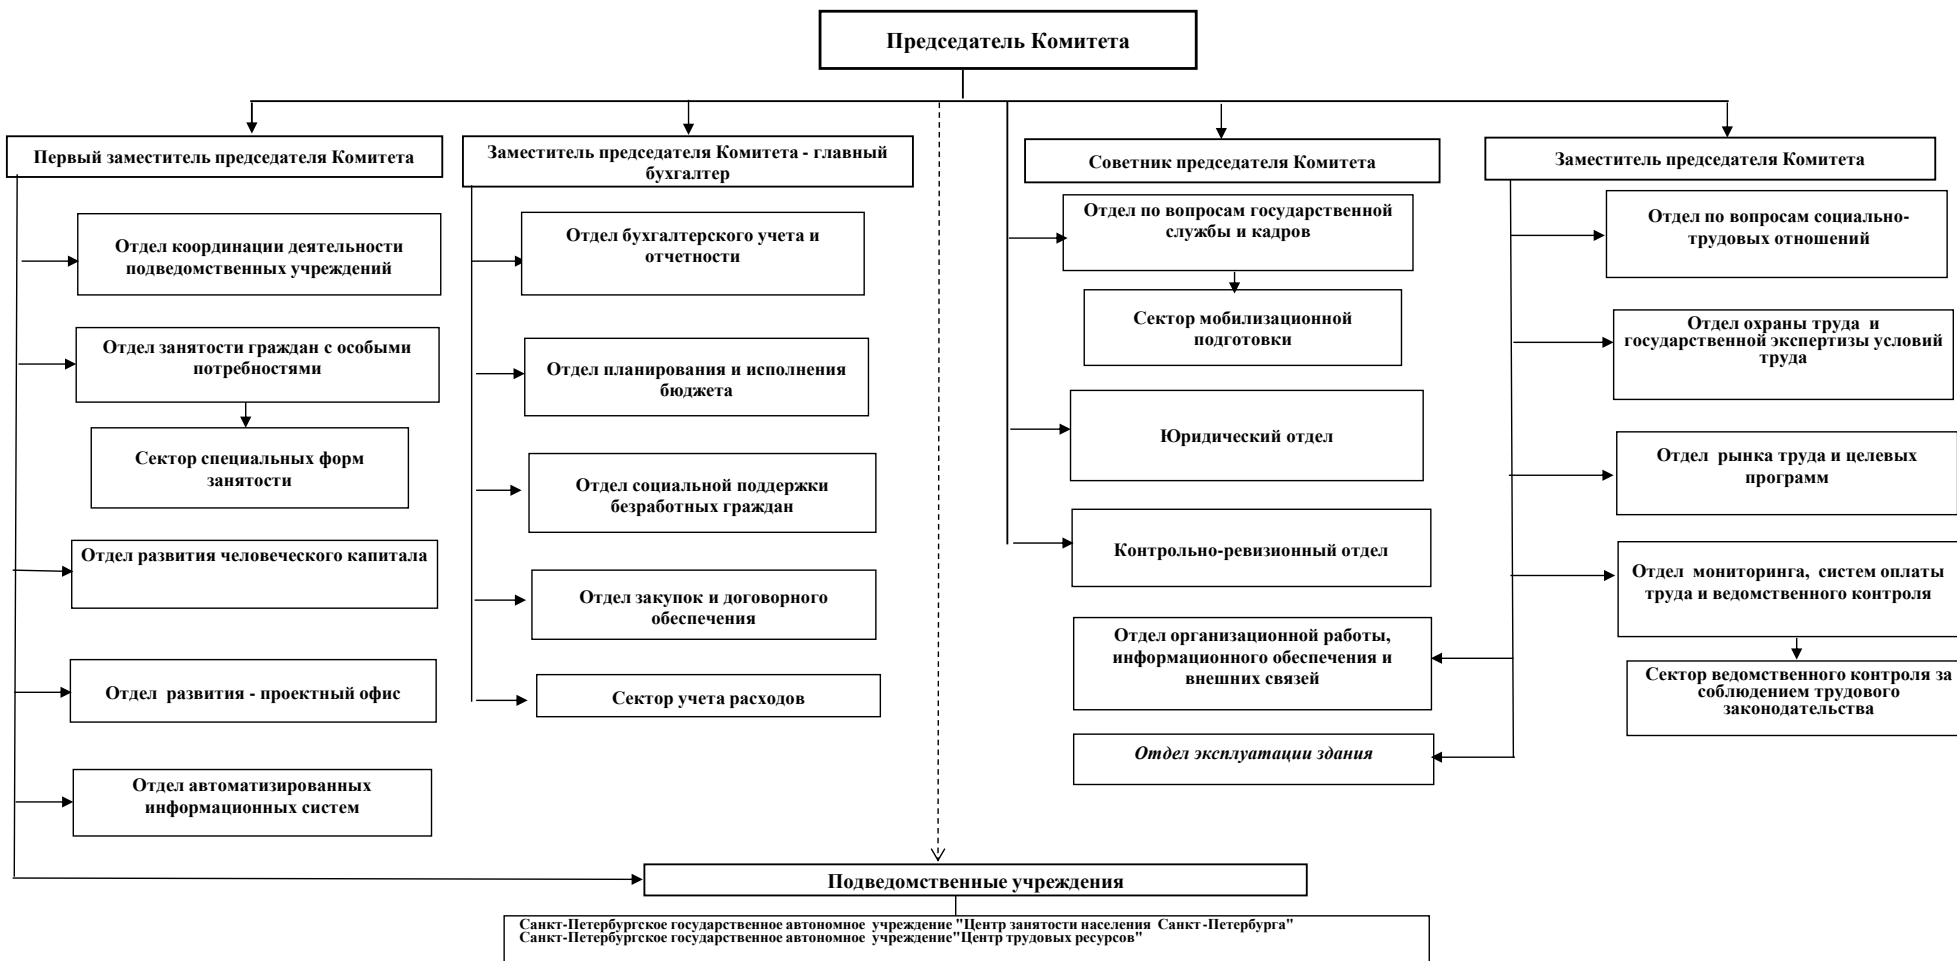 Председатель Комитета
Первый заместитель председателя Комитета
Заместитель председателя Комитета - главный
бухгалтер
Советник председателя Комитета
Заместитель председателя Комитета
Отдел координации деятельности
подведомственных учреждений
Отдел занятости граждан с особыми
потребностями
Сектор специальных форм
занятости
Отдел развития человеческого капитала
Отдел развития - проектный офис
Отдел автоматизированных
информационных систем
Отдел бухгалтерского учета и
отчетности
Отдел планирования и исполнения
бюджета
Отдел социальной поддержки
безработных граждан
Отдел закупок и договорного
обеспечения
Сектор учета расходов
Отдел по вопросам государственной
службы и кадров
Сектор мобилизационной
подготовки
Юридический отдел
Контрольно-ревизионный отдел
Отдел организационной работы,
информационного обеспечения и
внешних связей
Отдел эксплуатации здания
Отдел по вопросам социально-
трудовых отношений
Отдел охраны труда и
государственной экспертизы условий
труда
Отдел рынка труда и целевых
программ
Отдел мониторинга, систем оплаты
труда и ведомственного контроля
Сектор ведомственного контроля за
соблюдением трудового
законодательства
Подведомственные учреждения
Санкт-Петербургское государственное автономное учреждение "Центр занятости населения Санкт-Петербурга"
Санкт-Петербургское государственное автономное учреждение"Центр трудовых ресурсов"